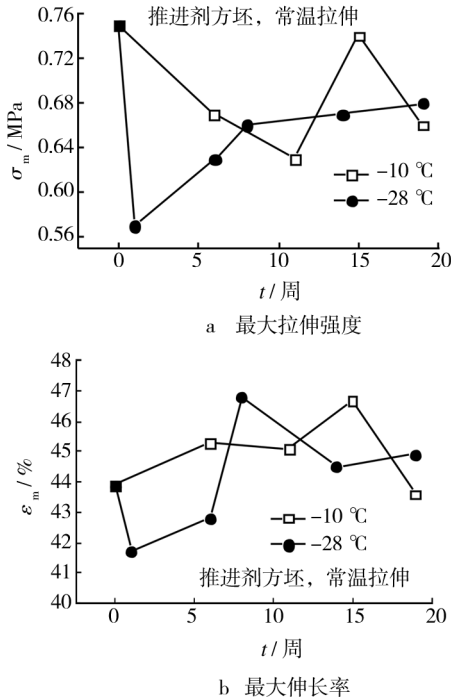 推进剂方坯，常温拉伸
0.76
0.72
0.68
0.64
0.60
0.56
σm / MPa
−10 ℃
−28 ℃
0 5 10 15 20
t / 周
a 最大拉伸强度
48
47
46
45
44
43
42
41
40
εm / %
−10 ℃
−28 ℃
推进剂方坯，常温拉伸
0 5 10 15 20
t / 周
b 最大伸长率